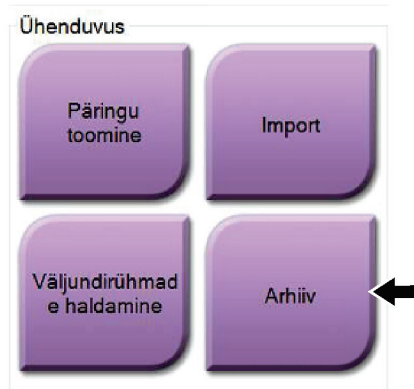 Ühenduvus
Päringu
toomine
Import
Väljundirühmad
e haldamine
Arhiiv